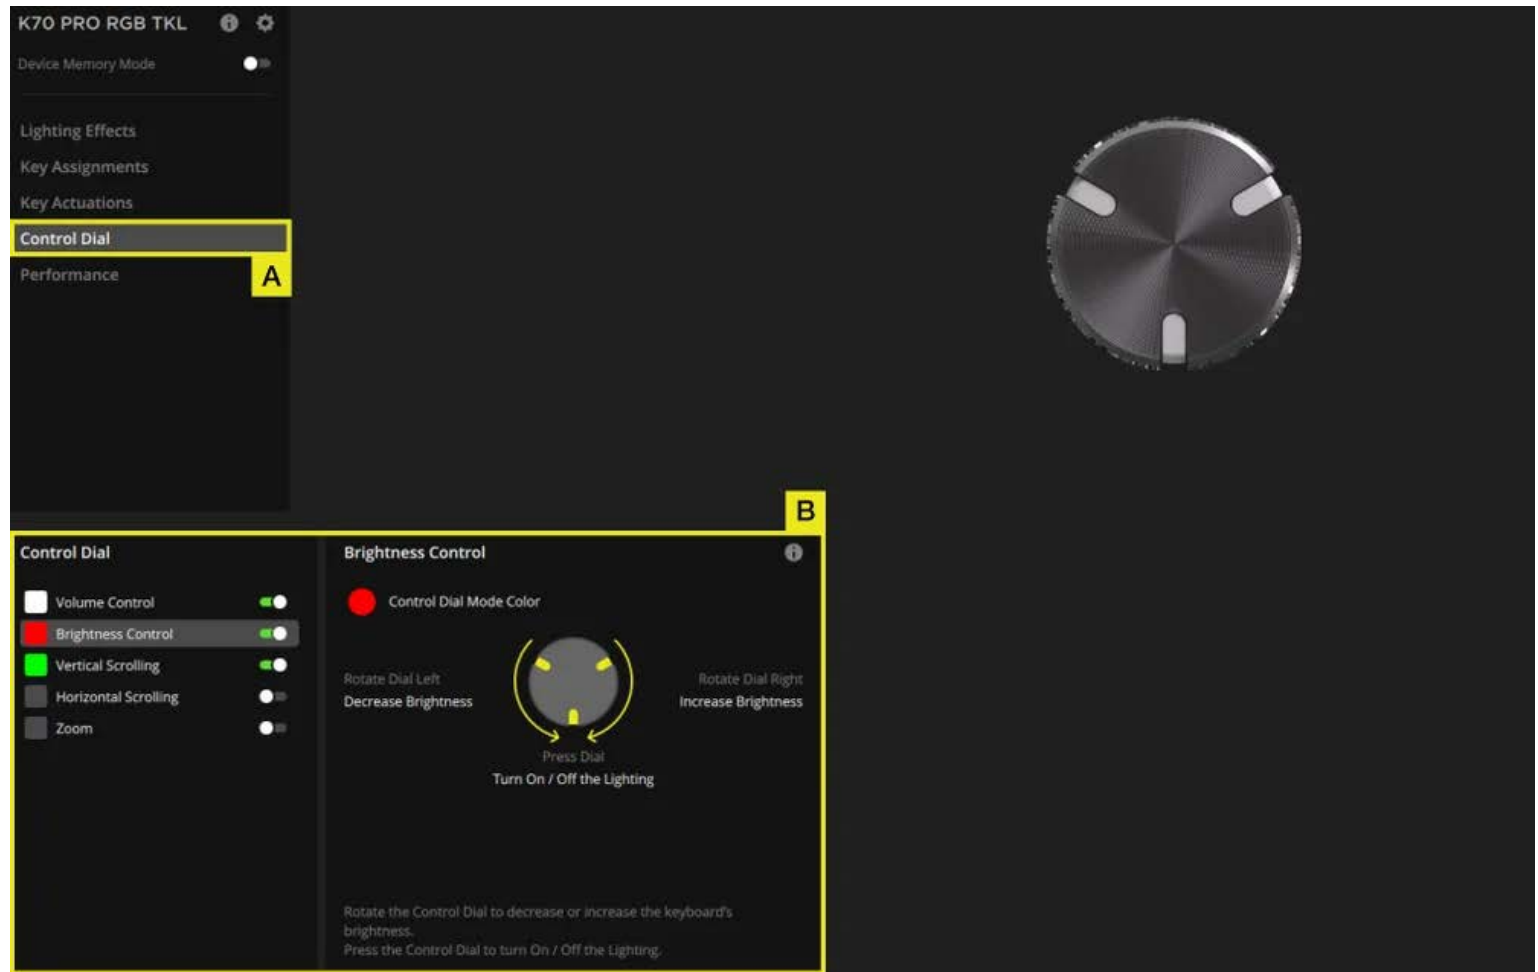 K70 PRO RGB TKL
Device Memory Mode
Lighting Effects
Key Assignments
Key Actuations
Control Dial
Performance
A
B
Control Dial
Volume Control
Brightness Control
Vertical Scrolling
Horizontal Scrolling
Zoom
Brightness Control
Control Dial Mode Color
Rotate Dial Left
Decrease Brightness
Rotate Dial Right
Increase Brightness
Press Dial
Turn On / Off the Lighting
Rotate the Control Dial to decrease or increase the keyboard's
brightness.
Press the Control Dial to turn On / Off the Lighting.